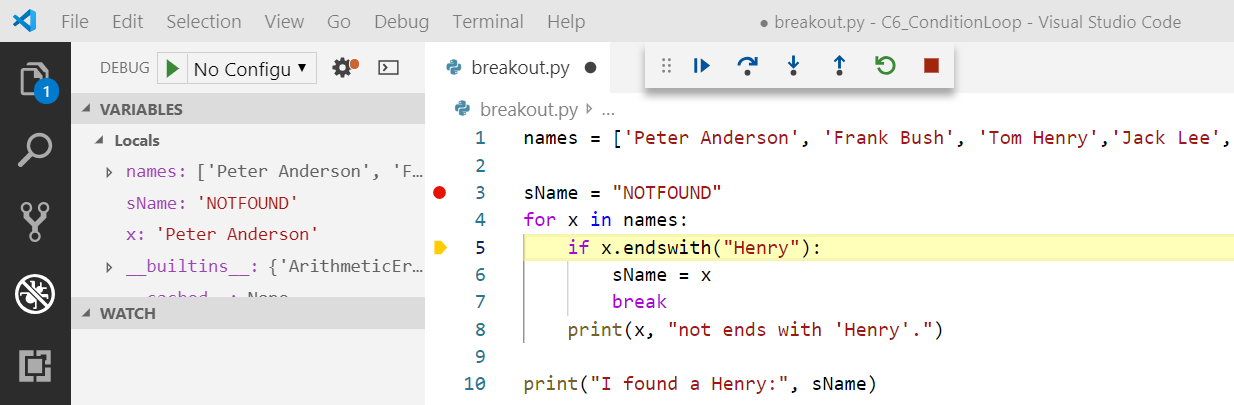 File Edit Selection View Go Debug Terminal Help ● breakout.py - C6_ConditionLoop - Visual Studio Code
1
DEBUG No Configu ▼
breakout.py ●
VARIABLES
breakout.py ...
Locals
names: ['Peter Anderson', 'F...
sName: 'NOTFOUND'
x: 'Peter Anderson'
__builtins__: {'ArithmeticEr...
WATCH
1 names = ['Peter Anderson', 'Frank Bush', 'Tom Henry','Jack Lee',
2
3 sName = "NOTFOUND"
4 for x in names:
5 if x.endswith("Henry"):
6 sName = x
7 break
8 print(x, "not ends with 'Henry'.")
9
10 print("I found a Henry:", sName)